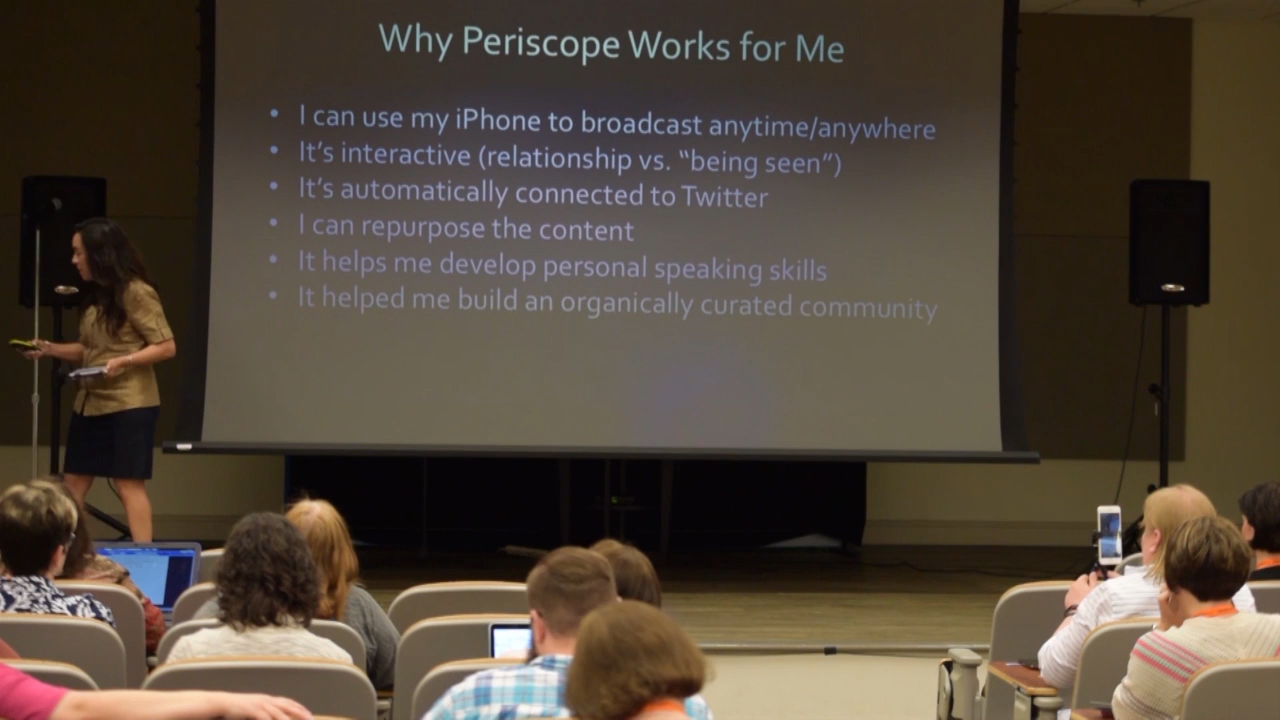 Why Periscope Works for Me
• I can use my iPhone to broadcast anytime/anywhere
• It's interactive (relationship vs. “being seen”)
• It's automatically connected to Twitter
• I can repurpose the content
• It helps me develop personal speaking skills
• It helped me build an organically curated community